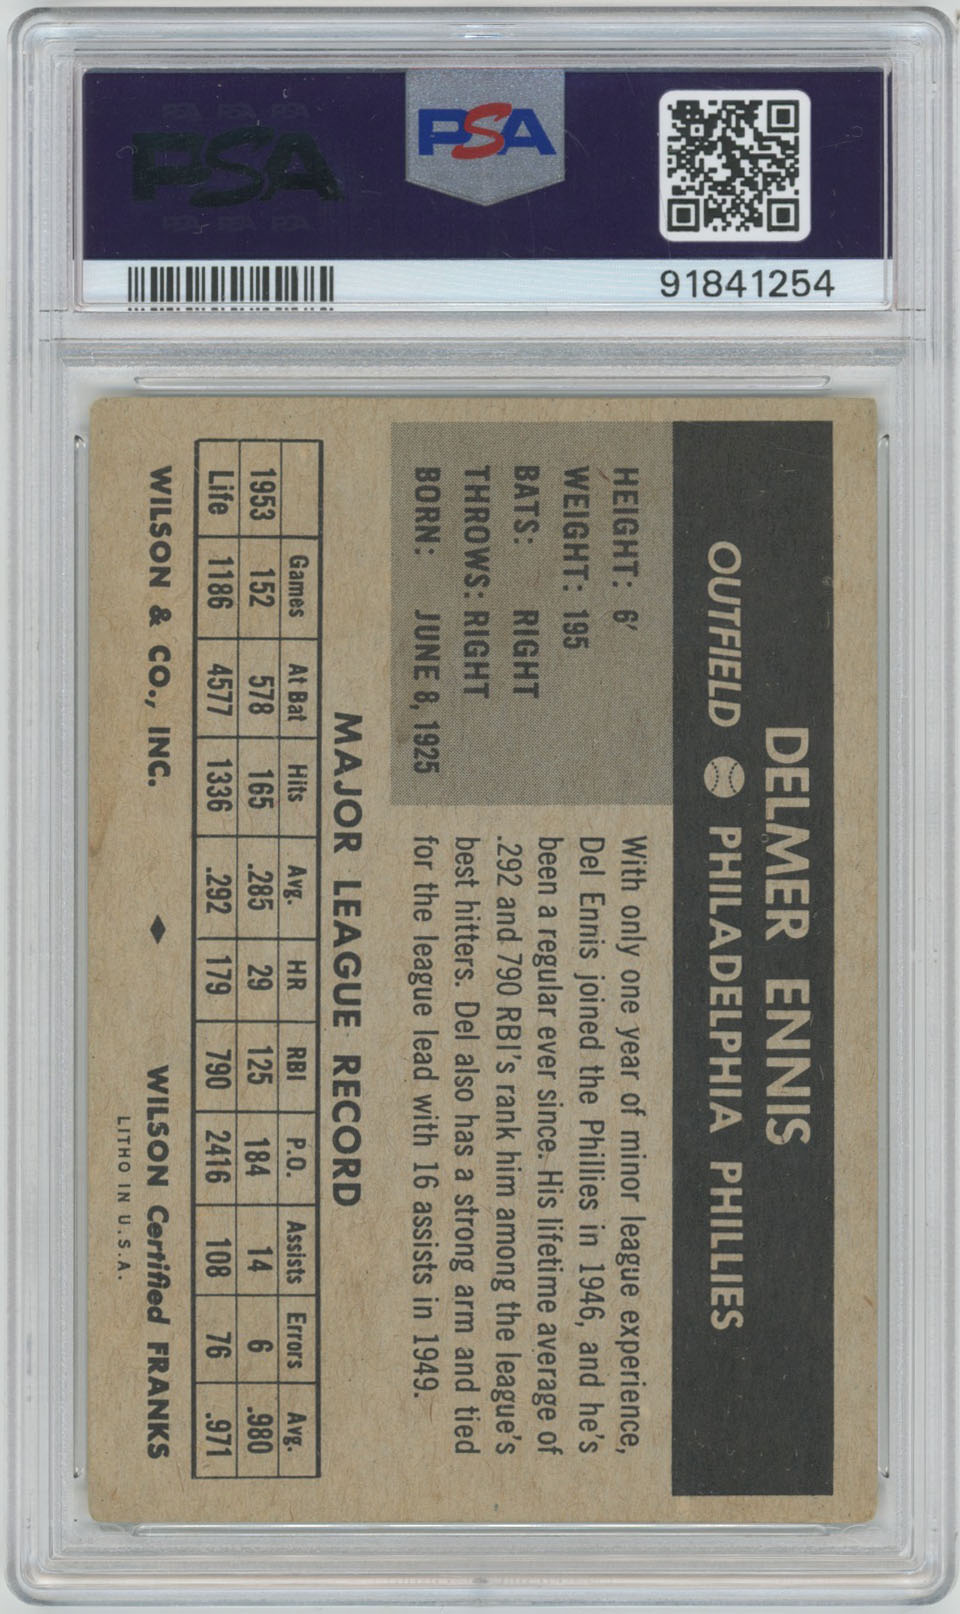 PSA
PSA
91841254
DELMER ENNIS
OUTFIELD PHILADELPHIA PHILLIES
HEIGHT: 6'
WEIGHT: 195
BATS: RIGHT
THROWS: RIGHT
BORN: JUNE 8, 1925
With only one year of minor league experience,
Del Ennis joined the Phillies in 1946, and he's
been a regular ever since. His lifetime average of
.292 and 790 RBI's rank him among the league's
best hitters. Del also has a strong arm and tied
for the league lead with 16 assists in 1949.
MAJOR LEAGUE RECORD
Games At Bat Hits Avg. HR RBI P.O. Assists Errors Avg.
1953 152 578 165 .285 29 125 184 14 6 .980
Life 1186 4577 1336 .292 179 790 2416 108 76 .971
WILSON & CO., INC. WILSON Certified FRANKS
LITHO IN U.S.A.